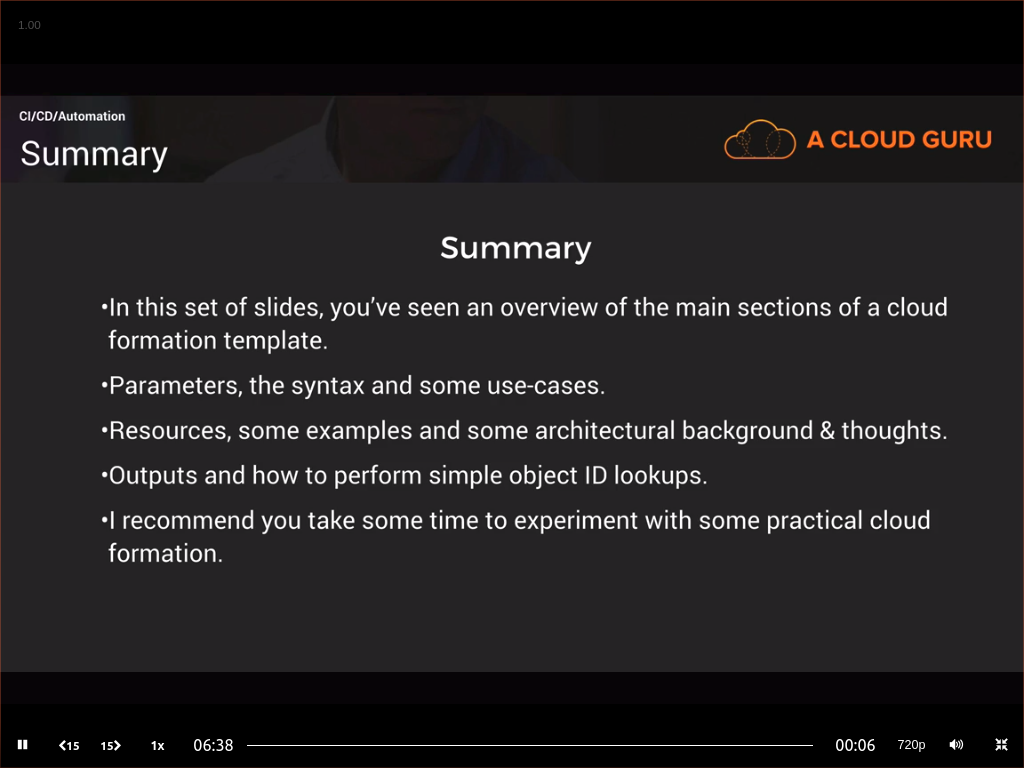 1.00
CI/CD/Automation
Summary
A CLOUD GURU
Summary
•In this set of slides, you’ve seen an overview of the main sections of a cloud
formation template.
•Parameters, the syntax and some use-cases.
•Resources, some examples and some architectural background & thoughts.
•Outputs and how to perform simple object ID lookups.
•I recommend you take some time to experiment with some practical cloud
formation.
15 15 1x 06:38 00:06 720p